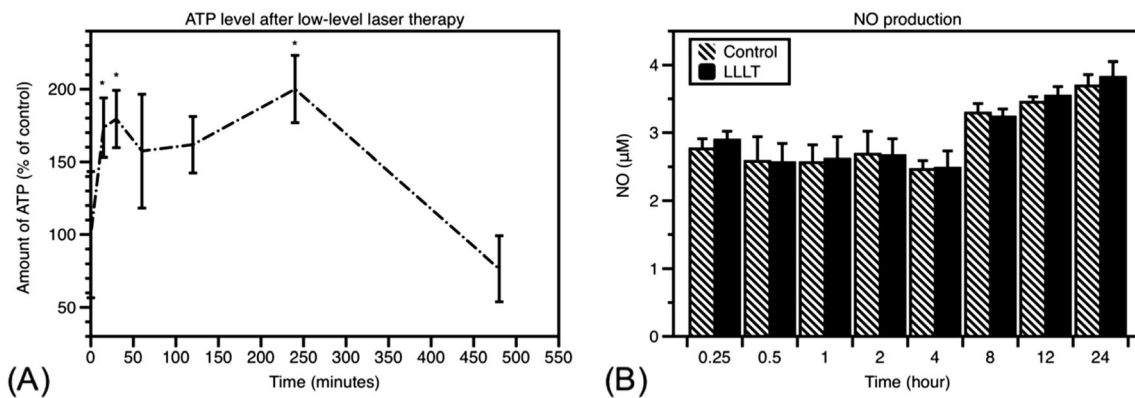 ATP level after low-level laser therapy
Amount of ATP (% of control)
200
150
100
50
* * *
0 50 100 150 200 250 300 350 400 450 500 550
Time (minutes)
(A)
NO production
Control
LLLT
NO (μM)
4
3
2
1
0
0.25 0.5 1 2 4 8 12 24
Time (hour)
(B)